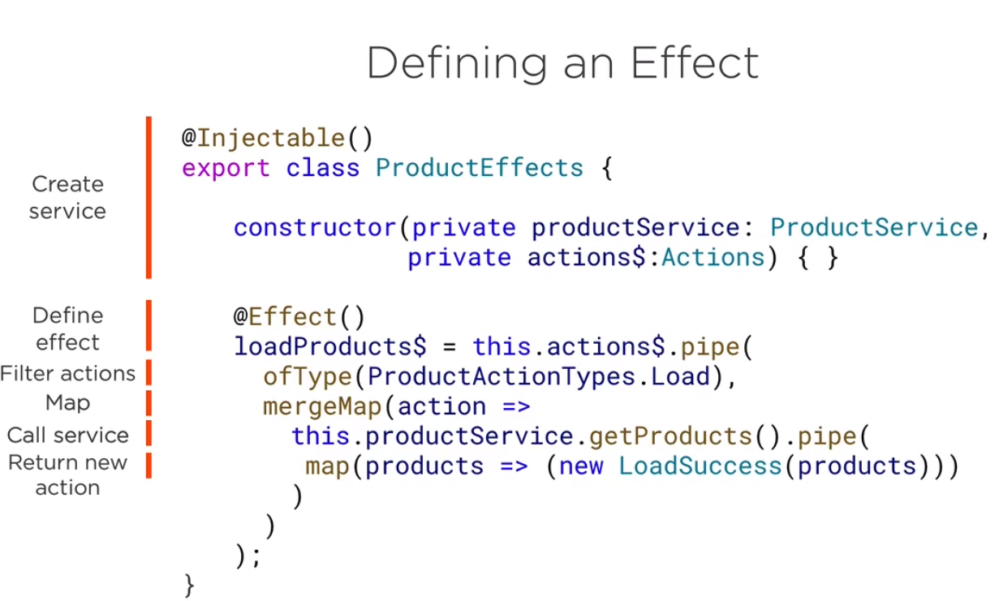 Defining an Effect
Create
service
@Injectable()
export class ProductEffects {
constructor(private productService: ProductService,
private actions$:Actions) { }
Define
effect
@Effect()
loadProducts$ = this.actions$.pipe(
Filter actions
ofType(ProductActionTypes.Load),
Map
mergeMap(action =>
Call service
this.productService.getProducts().pipe(
Return new
action
map(products => (new LoadSuccess(products)))
)
)
);
}